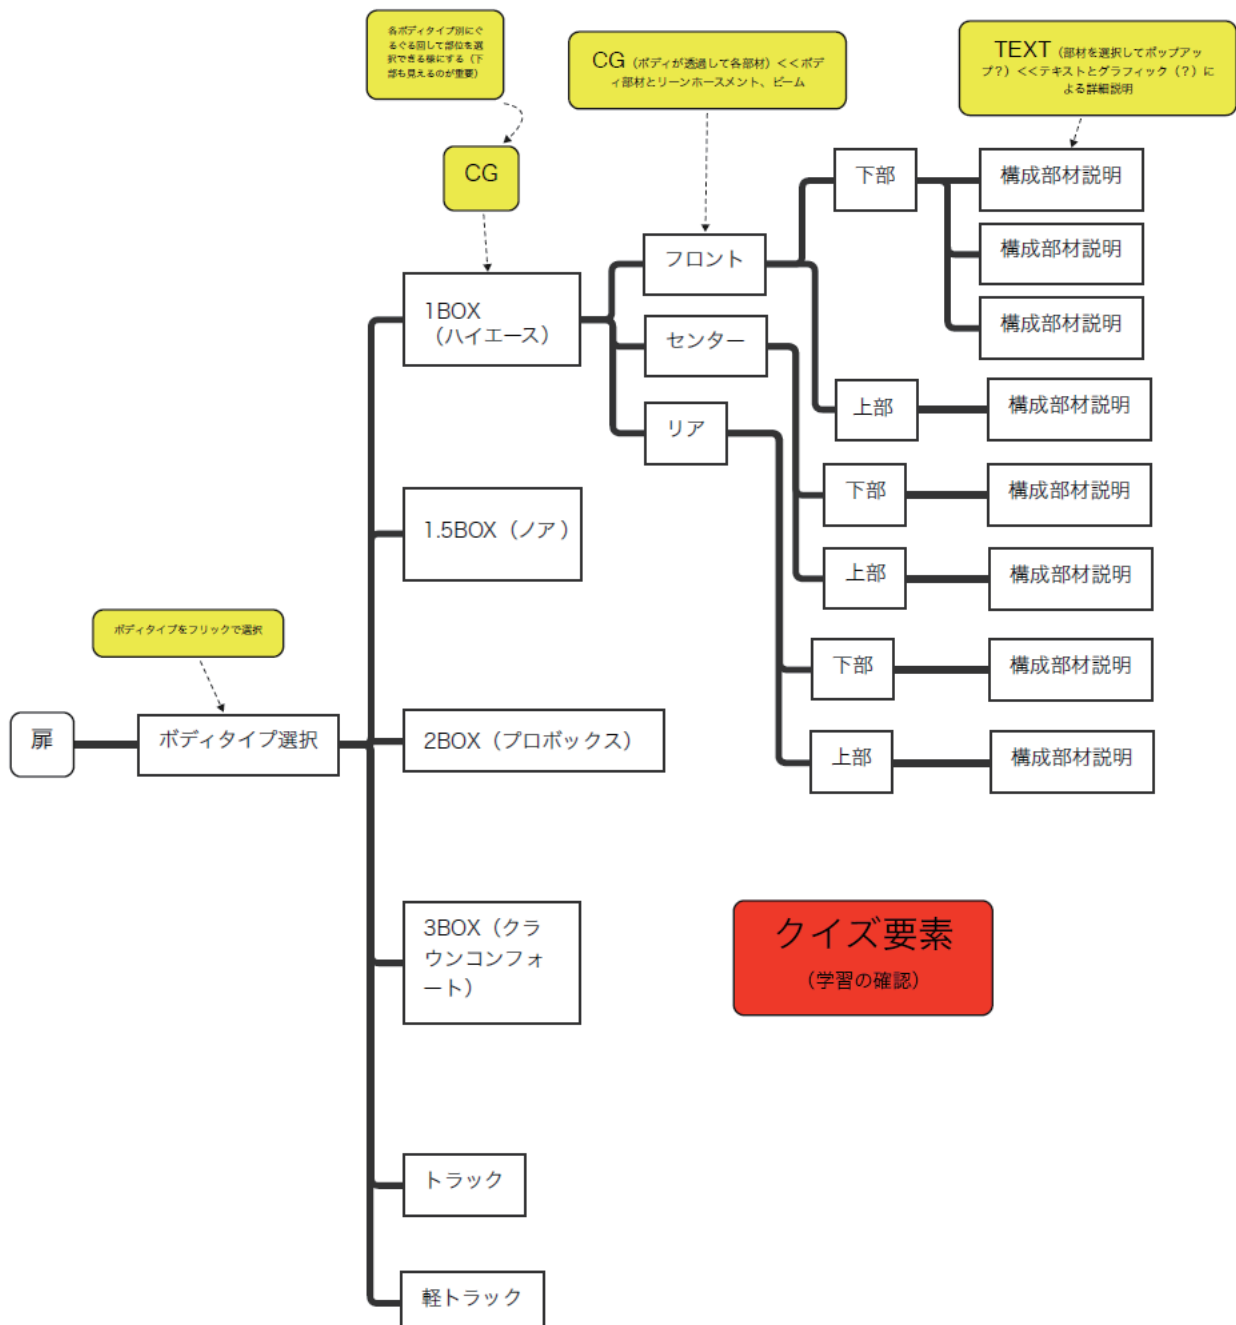 各ボディタイプ別にぐ
るぐる回して部位を選
択できる様にする（下
部も見えるのが重要）
CG（ボディが透過して各部材）<<ボデ
ィ部材とリーンホースメント、ビーム
TEXT（部材を選択してポップアッ
プ？）<<テキストとグラフィック（？）に
よる詳細説明
CG
下部
構成部材説明
フロント
構成部材説明
1BOX
（ハイエース）
センター
構成部材説明
リア
上部
構成部材説明
1.5BOX（ノア）
下部
構成部材説明
上部
構成部材説明
ボディタイプをフリックで選択
下部
構成部材説明
扉
ボディタイプ選択
2BOX（プロボックス）
上部
構成部材説明
3BOX（クラ
ウンコンフォ
ート）
クイズ要素
（学習の確認）
トラック
軽トラック